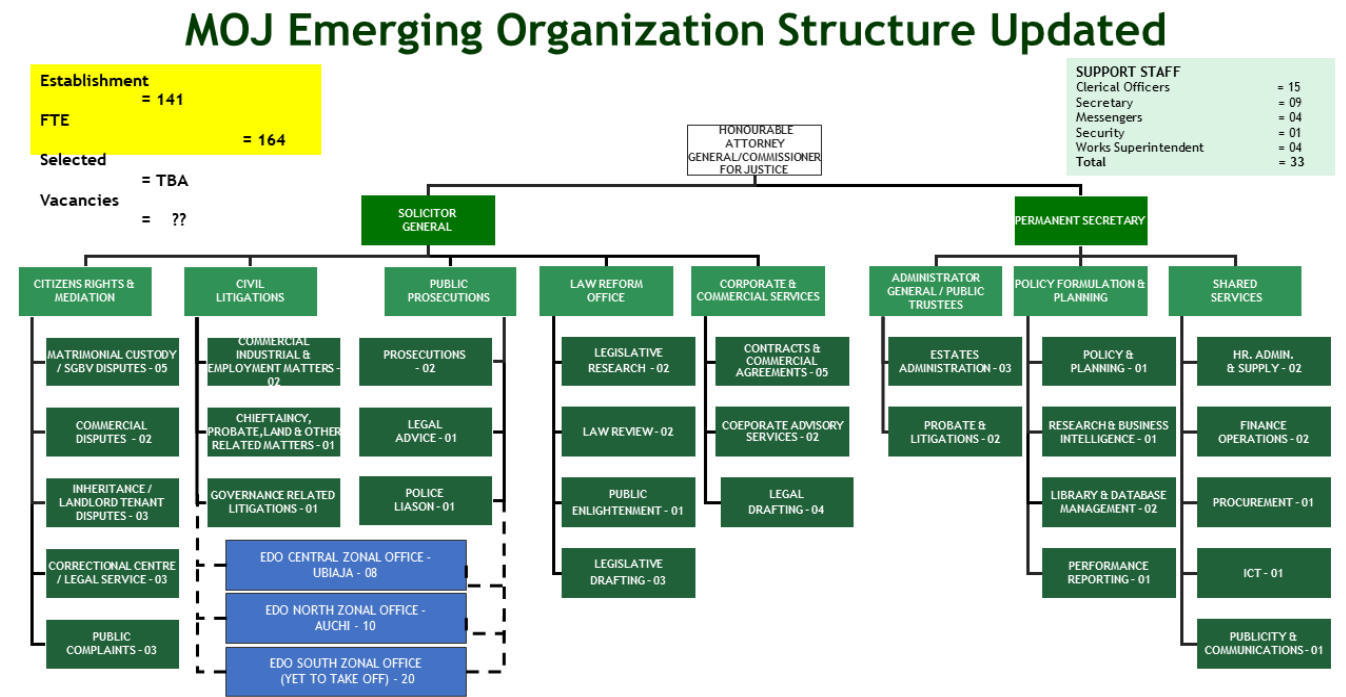 MOJ Emerging Organization Structure Updated
Establishment
= 141
FTE
= 164
Selected
= TBA
Vacancies
= ??
SUPPORT STAFF
Clerical Officers = 15
Secretary = 09
Messengers = 04
Security = 01
Works Superintendent = 04
Total = 33
HONOURABLE
ATTORNEY
GENERAL/COMMISSIONER
FOR JUSTICE
SOLICITOR
GENERAL
PERMANENT SECRETARY
CITIZENS RIGHTS &
MEDIATION
CIVIL
LITIGATIONS
PUBLIC
PROSECUTIONS
LAW REFORM
OFFICE
CORPORATE &
COMMERCIAL SERVICES
ADMINISTRATOR
GENERAL / PUBLIC
TRUSTEES
POLICY FORMULATION &
PLANNING
SHARED
SERVICES
MATRIMONIAL CUSTODY
/ SGBV DISPUTES - 05
COMMERCIAL
DISPUTES - 02
INHERITANCE /
LANDLORD TENANT
DISPUTES - 03
CORRECTIONAL CENTRE
/ LEGAL SERVICE - 03
PUBLIC
COMPLAINTS - 03
COMMERCIAL
INDUSTRIAL &
EMPLOYMENT MATTERS -
02
CHIEFTAINCY,
PROBATE,LAND & OTHER
RELATED MATTERS - 01
GOVERNANCE RELATED
LITIGATIONS - 01
PROSECUTIONS
- 02
LEGAL
ADVICE - 01
POLICE
LIASON - 01
EDO CENTRAL ZONAL OFFICE -
UBIAJA - 08
EDO NORTH ZONAL OFFICE -
AUCHI - 10
EDO SOUTH ZONAL OFFICE
(YET TO TAKE OFF) - 20
LEGISLATIVE
RESEARCH - 02
LAW REVIEW - 02
PUBLIC
ENLIGHTENMENT - 01
LEGISLATIVE
DRAFTING - 03
CONTRACTS &
COMMERCIAL
AGREEMENTS - 05
COEPORATE ADVISORY
SERVICES - 02
LEGAL
DRAFTING - 04
ESTATES
ADMINISTRATION - 03
PROBATE &
LITIGATIONS - 02
POLICY &
PLANNING - 01
RESEARCH & BUSINESS
INTELLIGENCE - 01
LIBRARY & DATABASE
MANAGEMENT - 02
PERFORMANCE
REPORTING - 01
HR. ADMIN.
& SUPPLY - 02
FINANCE
OPERATIONS - 02
PROCUREMENT - 01
ICT - 01
PUBLICITY &
COMMUNICATIONS - 01